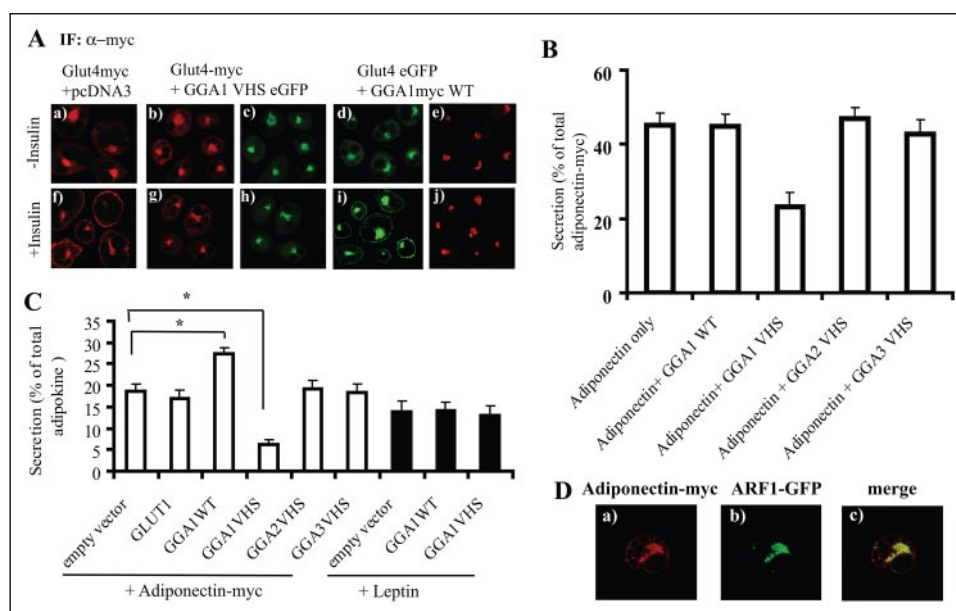 A IF: α-myc
Glut4myc
+pcDNA3
Glut4-myc
+ GGA1 VHS eGFP
Glut4 eGFP
+ GGA1myc WT
-Insulin
a) b) c) d) e)
+Insulin
f) g) h) i) j)
B
Secretion (% of total
adiponectin-myc)
60
40
20
0
Adiponectin only
Adiponectin+ GGA1 WT
Adiponectin+ GGA1 VHS
Adiponectin + GGA2 VHS
Adiponectin + GGA3 VHS
C
Secretion (% of total
adipokine )
35
30
25
20
15
10
5
0
* 
*
empty vector
GLUT1
GGA1WT
GGA1VHS
GGA2VHS
GGA3VHS
empty vector
GGA1WT
GGA1VHS
+ Adiponectin-myc
+ Leptin
D
Adiponectin-myc ARF1-GFP merge
a) b) c)